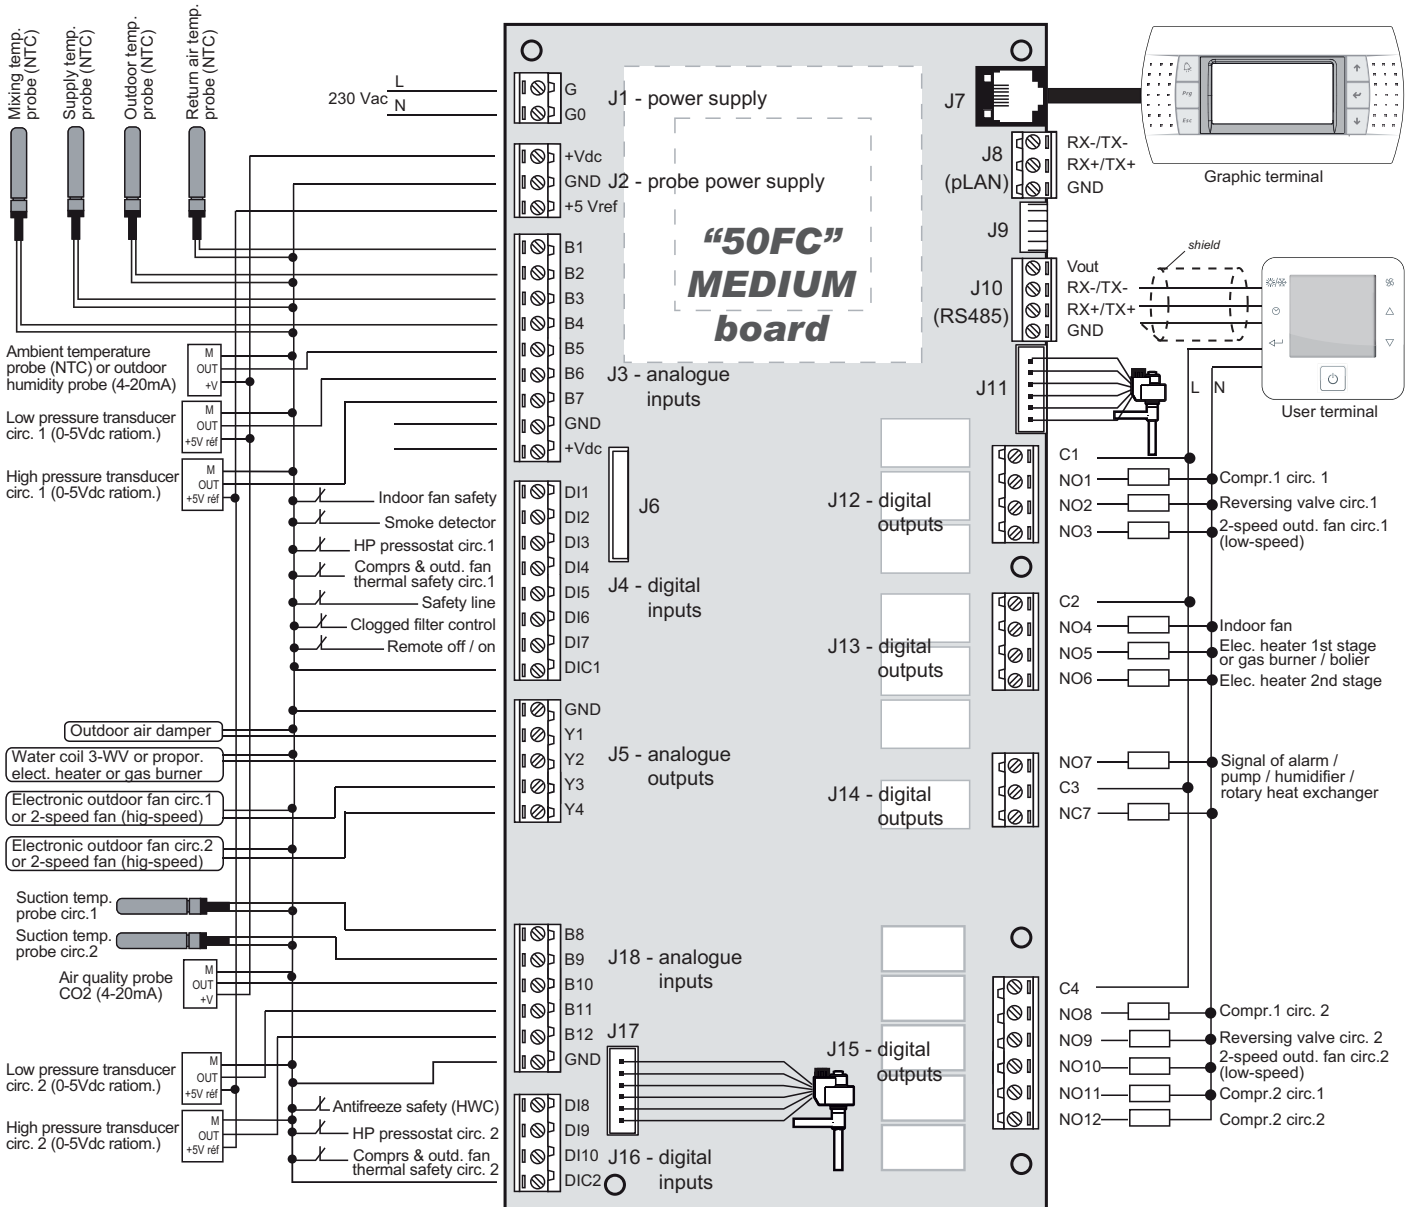 Mixing temp.
probe (NTC)
Supply temp.
probe (NTC)
Outdoor temp.
probe (NTC)
Return air temp.
probe (NTC)
230 Vac
L
N
G
G0
J1 - power supply
+Vdc
GND
+5 Vref
J2 - probe power supply
“50FC”
MEDIUM
board
B1
B2
B3
B4
B5
B6
B7
GND
+Vdc
J3 - analogue
inputs
Ambient temperature
probe (NTC) or outdoor
humidity probe (4-20mA)
M
OUT
+V
Low pressure transducer
circ. 1 (0-5Vdc ratiom.)
M
OUT
+5V réf
High pressure transducer
circ. 1 (0-5Vdc ratiom.)
M
OUT
+5V réf
Indoor fan safety
Smoke detector
HP pressostat circ.1
Comprs & outd. fan
thermal safety circ.1
Safety line
Clogged filter control
Remote off / on
DI1
DI2
DI3
DI4
DI5
DI6
DI7
DIC1
J6
J4 - digital
inputs
Outdoor air damper
Water coil 3-WV or propor.
elect. heater or gas burner
Electronic outdoor fan circ.1
or 2-speed fan (hig-speed)
Electronic outdoor fan circ.2
or 2-speed fan (hig-speed)
GND
Y1
Y2
Y3
Y4
J5 - analogue
outputs
Suction temp.
probe circ.1
Suction temp.
probe circ.2
Air quality probe
CO2 (4-20mA)
M
OUT
+V
B8
B9
B10
B11
B12
GND
J18 - analogue
inputs
J17
Low pressure transducer
circ. 2 (0-5Vdc ratiom.)
M
OUT
+5V réf
High pressure transducer
circ. 2 (0-5Vdc ratiom.)
M
OUT
+5V réf
Antifreeze safety (HWC)
HP pressostat circ. 2
Comprs & outd. fan
thermal safety circ. 2
DI8
DI9
DI10
DIC2
J16 - digital
inputs
J7
Prg
Esc
Graphic terminal
J8
(pLAN)
RX-/TX-
RX+/TX+
GND
J9
J10
(RS485)
Vout
RX-/TX-
RX+/TX+
GND
shield
User terminal
L
N
J11
J12 - digital
outputs
C1
NO1
NO2
NO3
Compr.1 circ. 1
Reversing valve circ.1
2-speed outd. fan circ.1
(low-speed)
J13 - digital
outputs
C2
NO4
NO5
NO6
Indoor fan
Elec. heater 1st stage
or gas burner / bolier
Elec. heater 2nd stage
J14 - digital
outputs
NO7
C3
NC7
Signal of alarm /
pump / humidifier /
rotary heat exchanger
J15 - digital
outputs
C4
NO8
NO9
NO10
NO11
NO12
Compr.1 circ. 2
Reversing valve circ. 2
2-speed outd. fan circ.2
(low-speed)
Compr.2 circ.1
Compr.2 circ.2